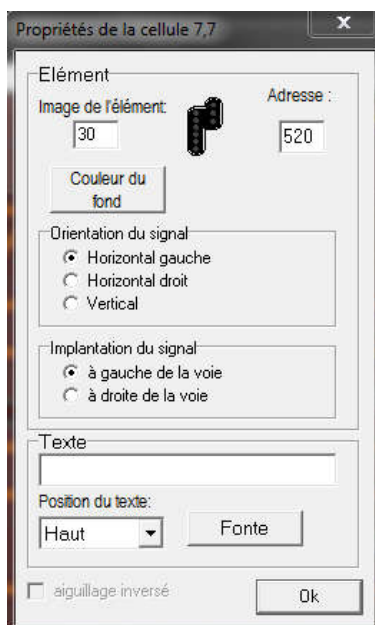 Propriétés de la cellule 7,7
x
Elément
Image de l'élément:
Adresse :
30
520
Couleur du
fond
Orientation du signal
Horizontal gauche
Horizontal droit
Vertical
Implantation du signal
à gauche de la voie
à droite de la voie
Texte
Position du texte:
Haut
Fonte
aiguillage inversé
Ok